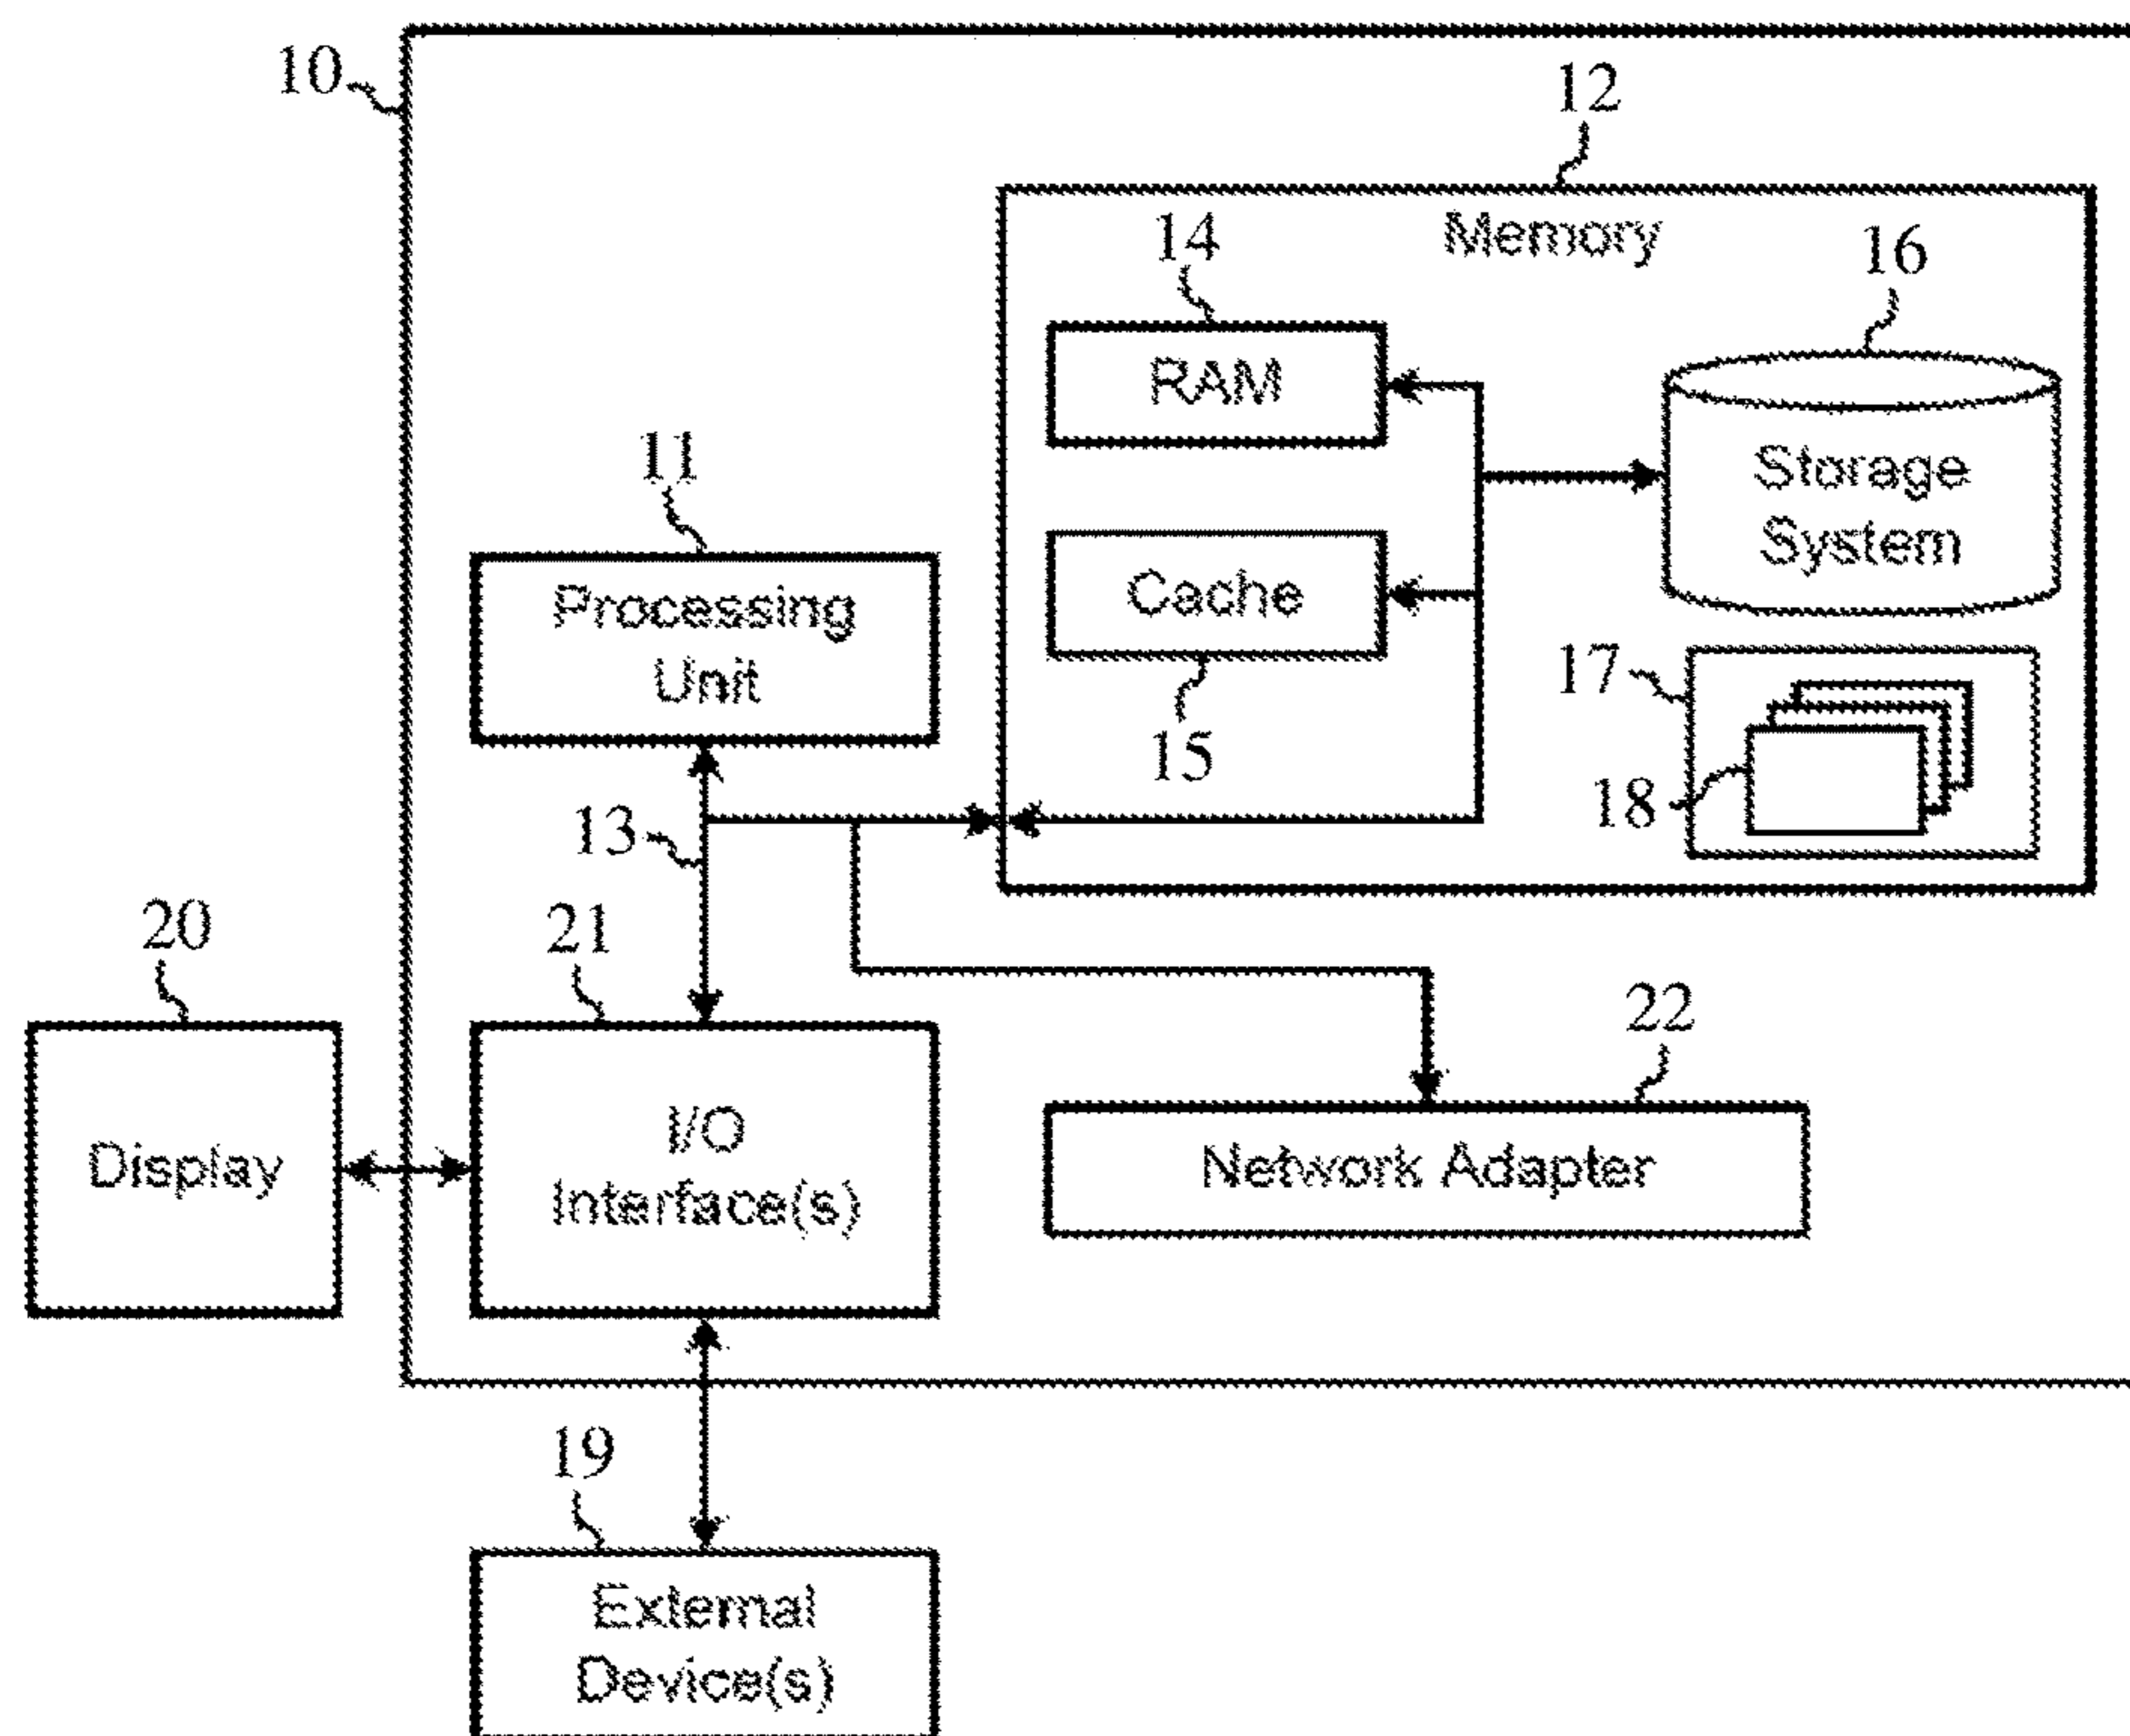 10
12
Memory
14
16
RAM
Storage
System
11
Processing
Unit
Cache
15
17
18
13
20
21
22
Display
I/O
Interface(s)
Network Adapter
19
External
Device(s)